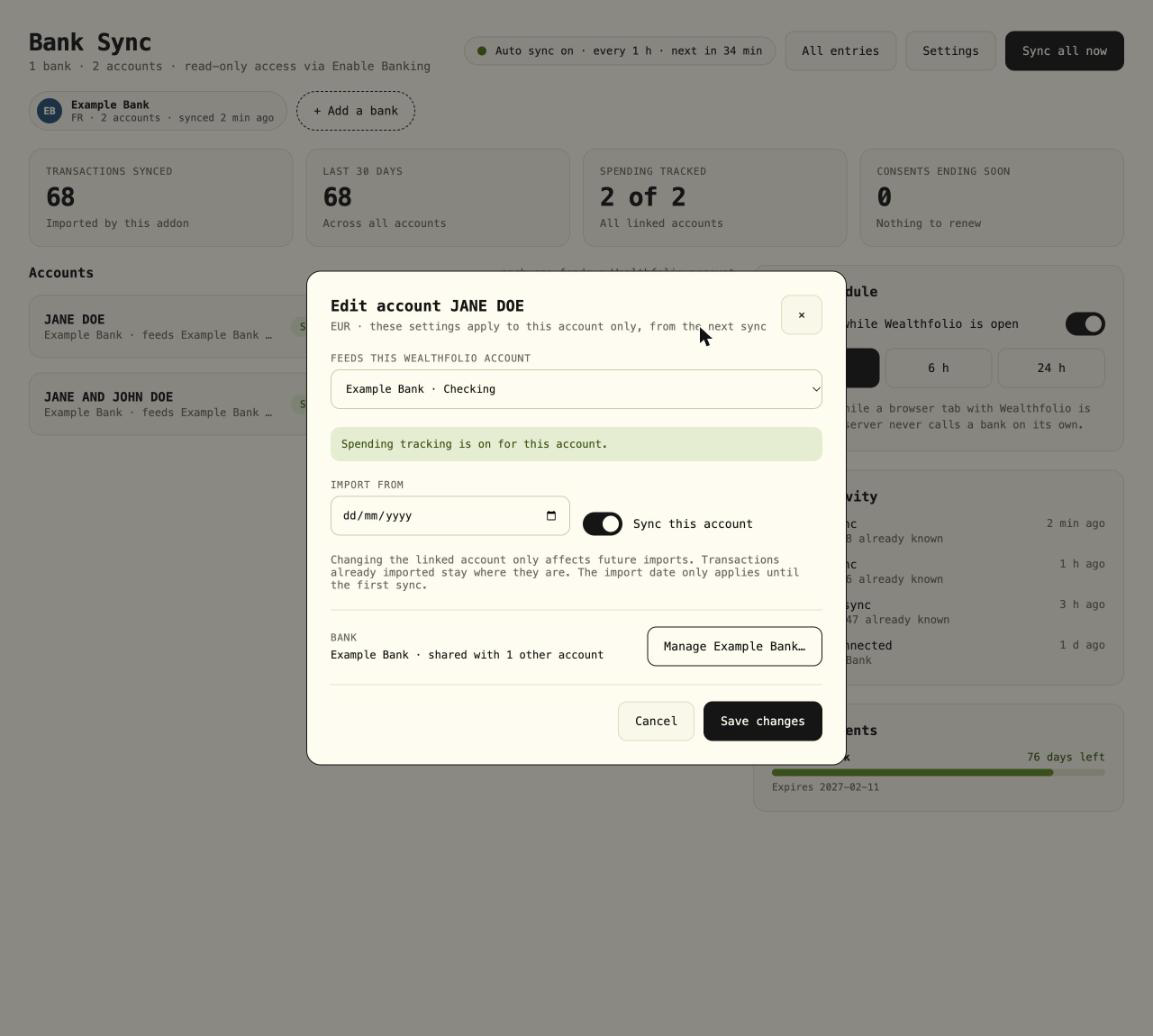 Bank Sync
1 bank · 2 accounts · read-only access via Enable Banking
Auto sync on · every 1 h · next in 34 min
All entries
Settings
Sync all now
EB
Example Bank
FR · 2 accounts · synced 2 min ago
+ Add a bank
TRANSACTIONS SYNCED
68
Imported by this addon
LAST 30 DAYS
68
Across all accounts
SPENDING TRACKED
2 of 2
All linked accounts
CONSENTS ENDING SOON
0
Nothing to renew
Accounts
JANE DOE
Example Bank · feeds Example Bank …
S
JANE AND JOHN DOE
Example Bank · feeds Example Bank …
S
Edit account JANE DOE
EUR · these settings apply to this account only, from the next sync
×
FEEDS THIS WEALTHFOLIO ACCOUNT
Example Bank · Checking
Spending tracking is on for this account.
IMPORT FROM
dd/mm/yyyy
Sync this account
Changing the linked account only affects future imports. Transactions
already imported stay where they are. The import date only applies until
the first sync.
BANK
Example Bank · shared with 1 other account
Manage Example Bank…
Cancel
Save changes
dule
while Wealthfolio is open
6 h
24 h
hile a browser tab with Wealthfolio is
server never calls a bank on its own.
vity
nc
2 min ago
8 already known
nc
1 h ago
6 already known
sync
3 h ago
47 already known
nnected
1 d ago
Bank
ents
k
76 days left
Expires 2027-02-11